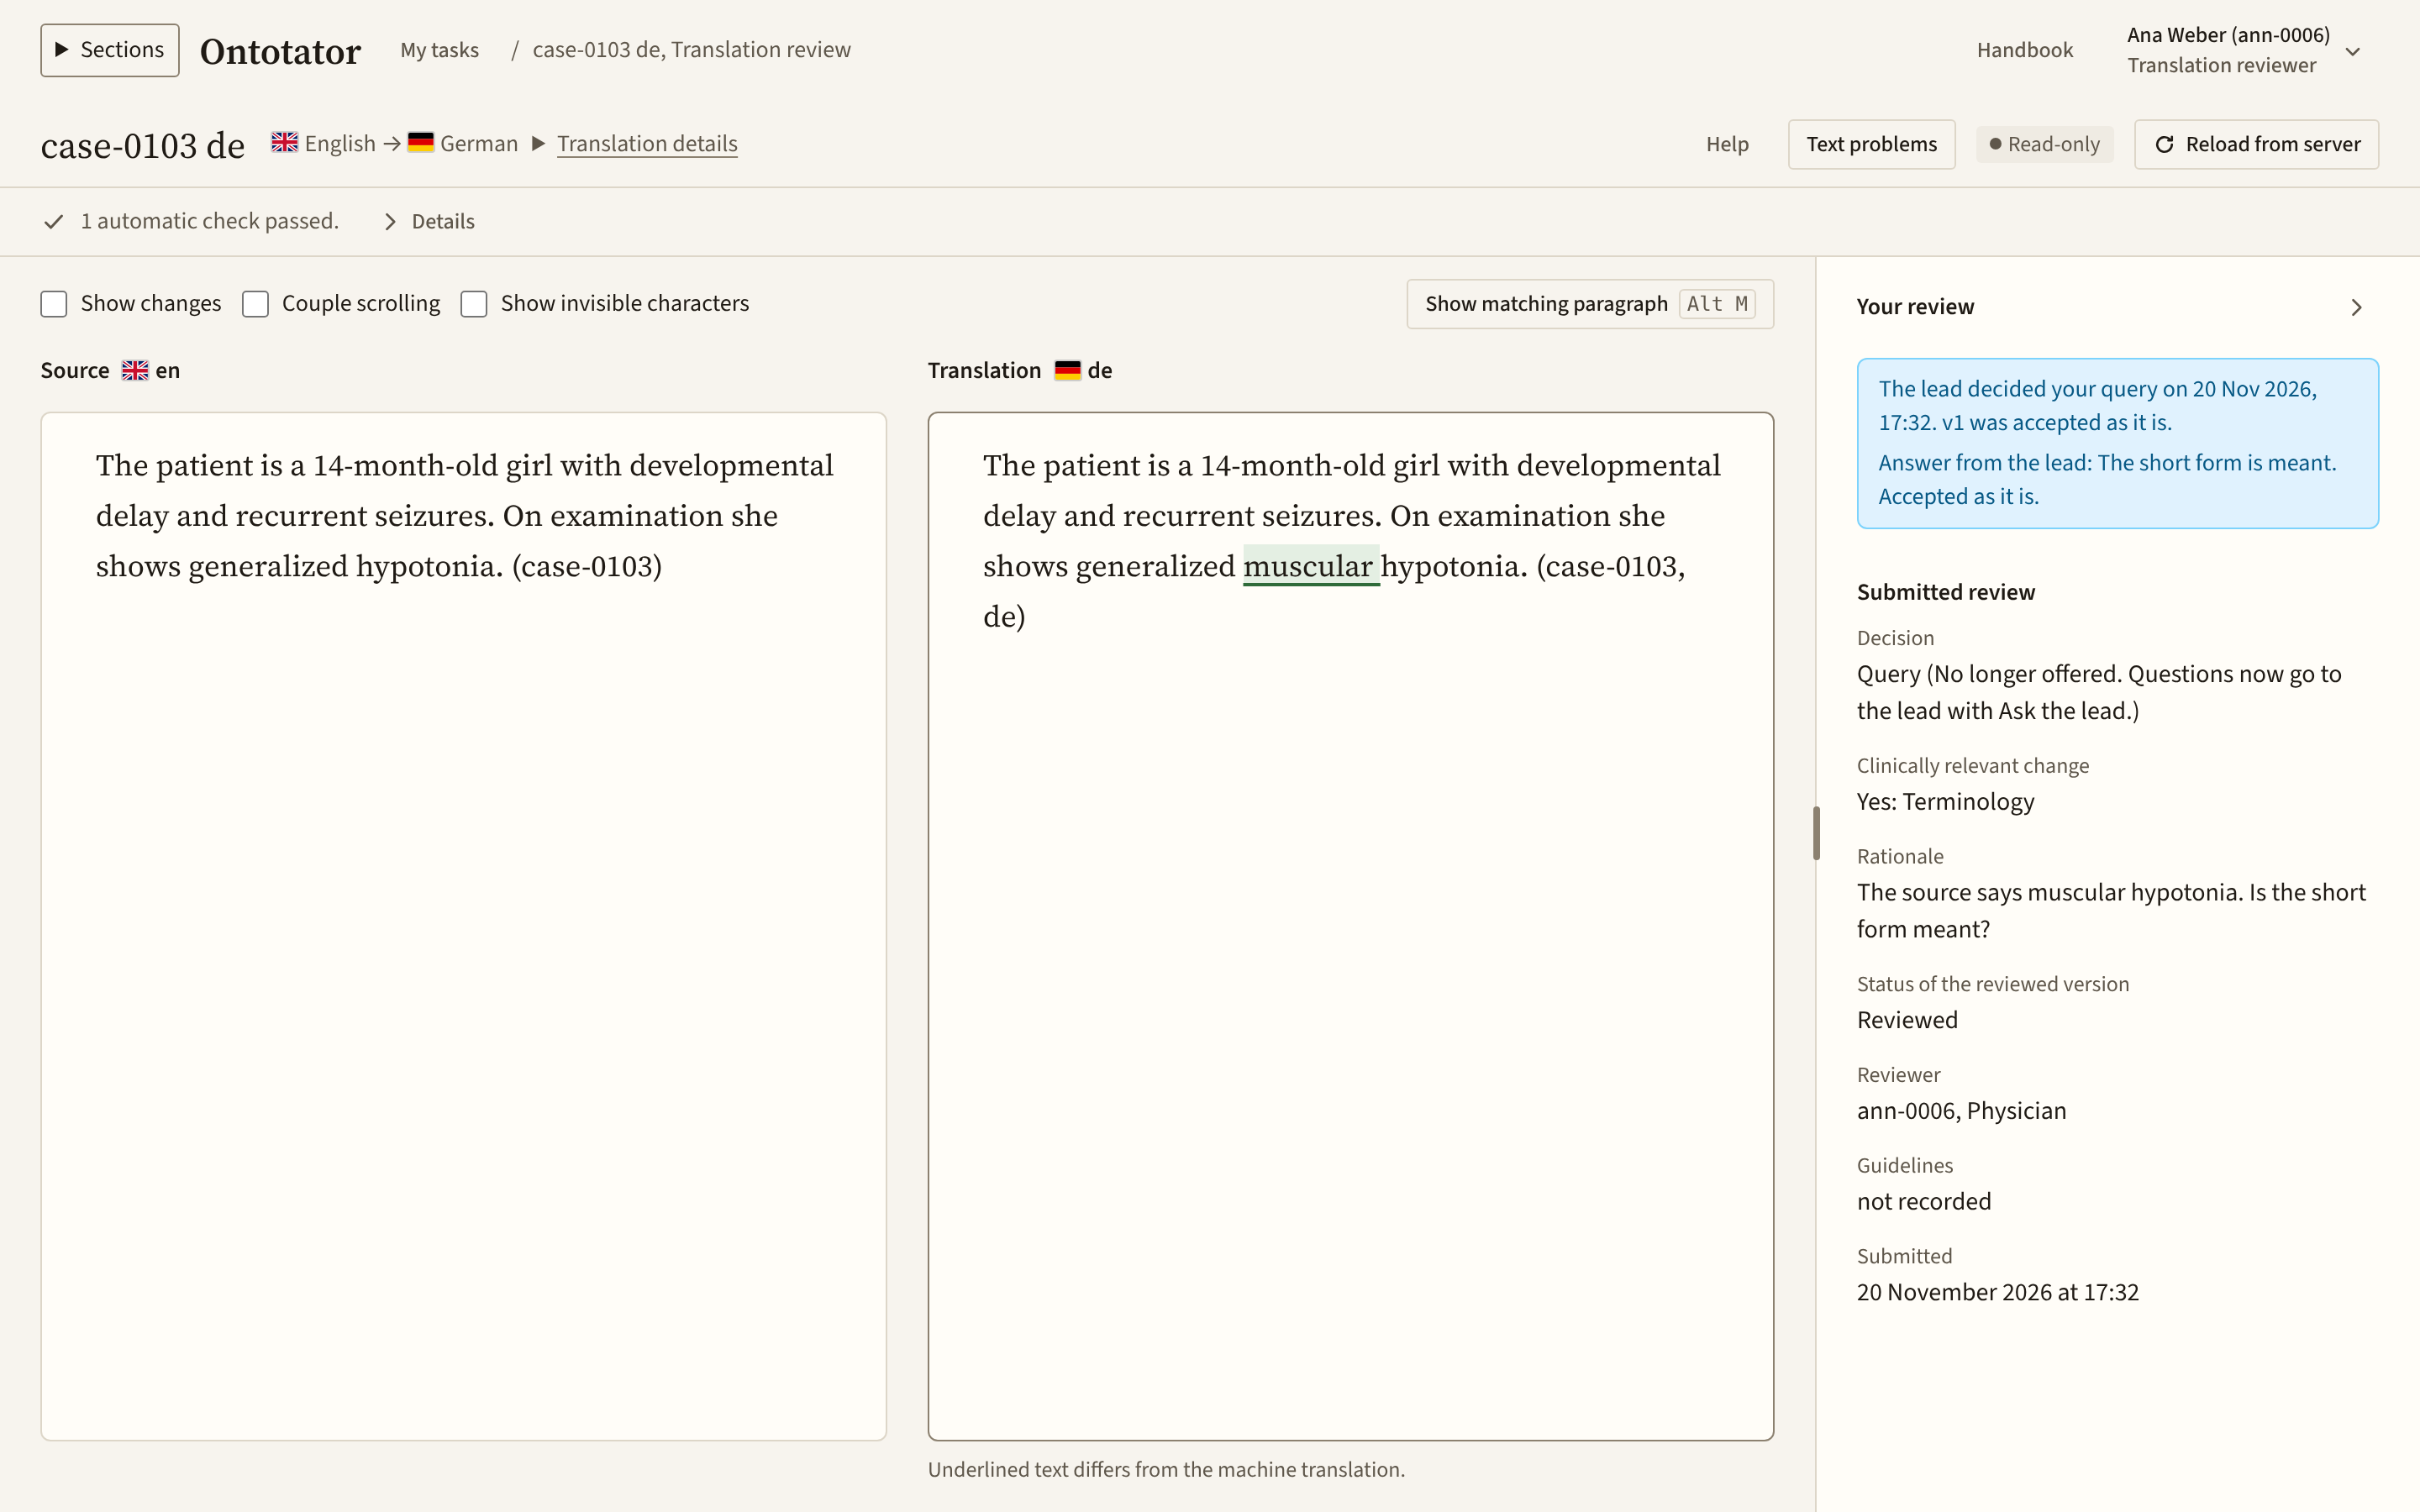 Sections
Ontotator
My tasks / case-0103 de, Translation review
Handbook
Ana Weber (ann-0006)
Translation reviewer
case-0103 de
English → German
Translation details
Help
Text problems
Read-only
Reload from server
1 automatic check passed.
Details
Show changes
Couple scrolling
Show invisible characters
Show matching paragraph Alt M
Source en
The patient is a 14-month-old girl with developmental
delay and recurrent seizures. On examination she
shows generalized hypotonia. (case-0103)
Translation de
The patient is a 14-month-old girl with developmental
delay and recurrent seizures. On examination she
shows generalized muscular hypotonia. (case-0103,
de)
Underlined text differs from the machine translation.
Your review
The lead decided your query on 20 Nov 2026,
17:32. v1 was accepted as it is.
Answer from the lead: The short form is meant.
Accepted as it is.
Submitted review
Decision
Query (No longer offered. Questions now go to
the lead with Ask the lead.)
Clinically relevant change
Yes: Terminology
Rationale
The source says muscular hypotonia. Is the short
form meant?
Status of the reviewed version
Reviewed
Reviewer
ann-0006, Physician
Guidelines
not recorded
Submitted
20 November 2026 at 17:32